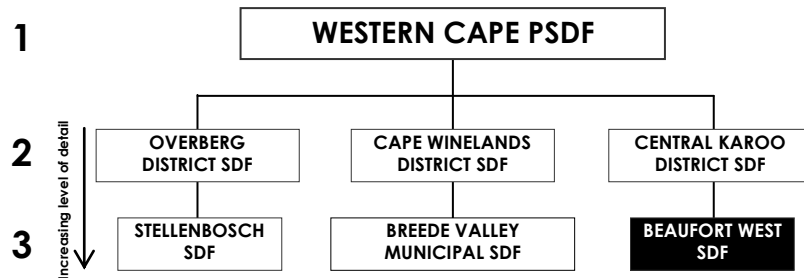 1
WESTERN CAPE PSDF
Increasing level of detail
2
OVERBERG
DISTRICT SDF
CAPE WINELANDS
DISTRICT SDF
CENTRAL KAROO
DISTRICT SDF
3
STELLENBOSCH
SDF
BREEDE VALLEY
MUNICIPAL SDF
BEAUFORT WEST
SDF